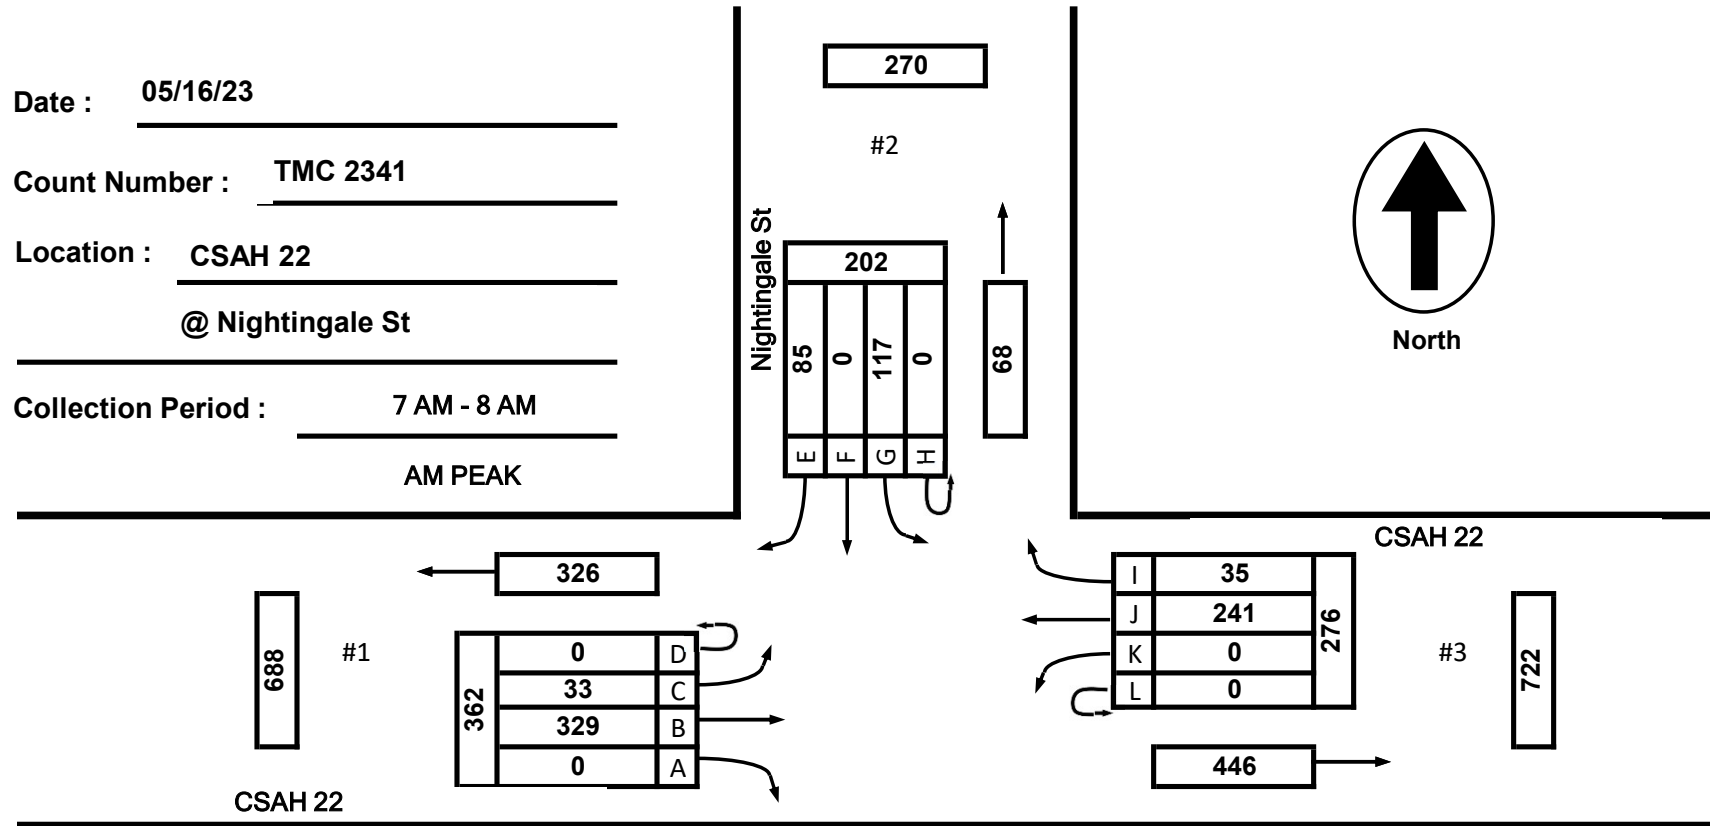 Date : 05/16/23
Count Number : TMC 2341
Location : CSAH 22
@ Nightingale St
Collection Period : 7 AM - 8 AM
AM PEAK
270
#2
Nightingale St
202
85 0 117 0
E F G H
68
North
CSAH 22
326
688
#1
362
0 D
33 C
329 B
0 A
CSAH 22
I 35
J 241
K 0
L 0
276
#3
722
446